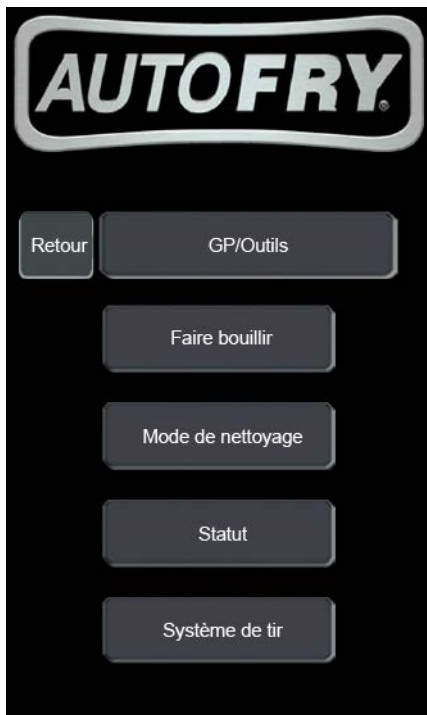 AUTOFRY®
Retour
GP/Outils
Faire bouillir
Mode de nettoyage
Statut
Système de tir